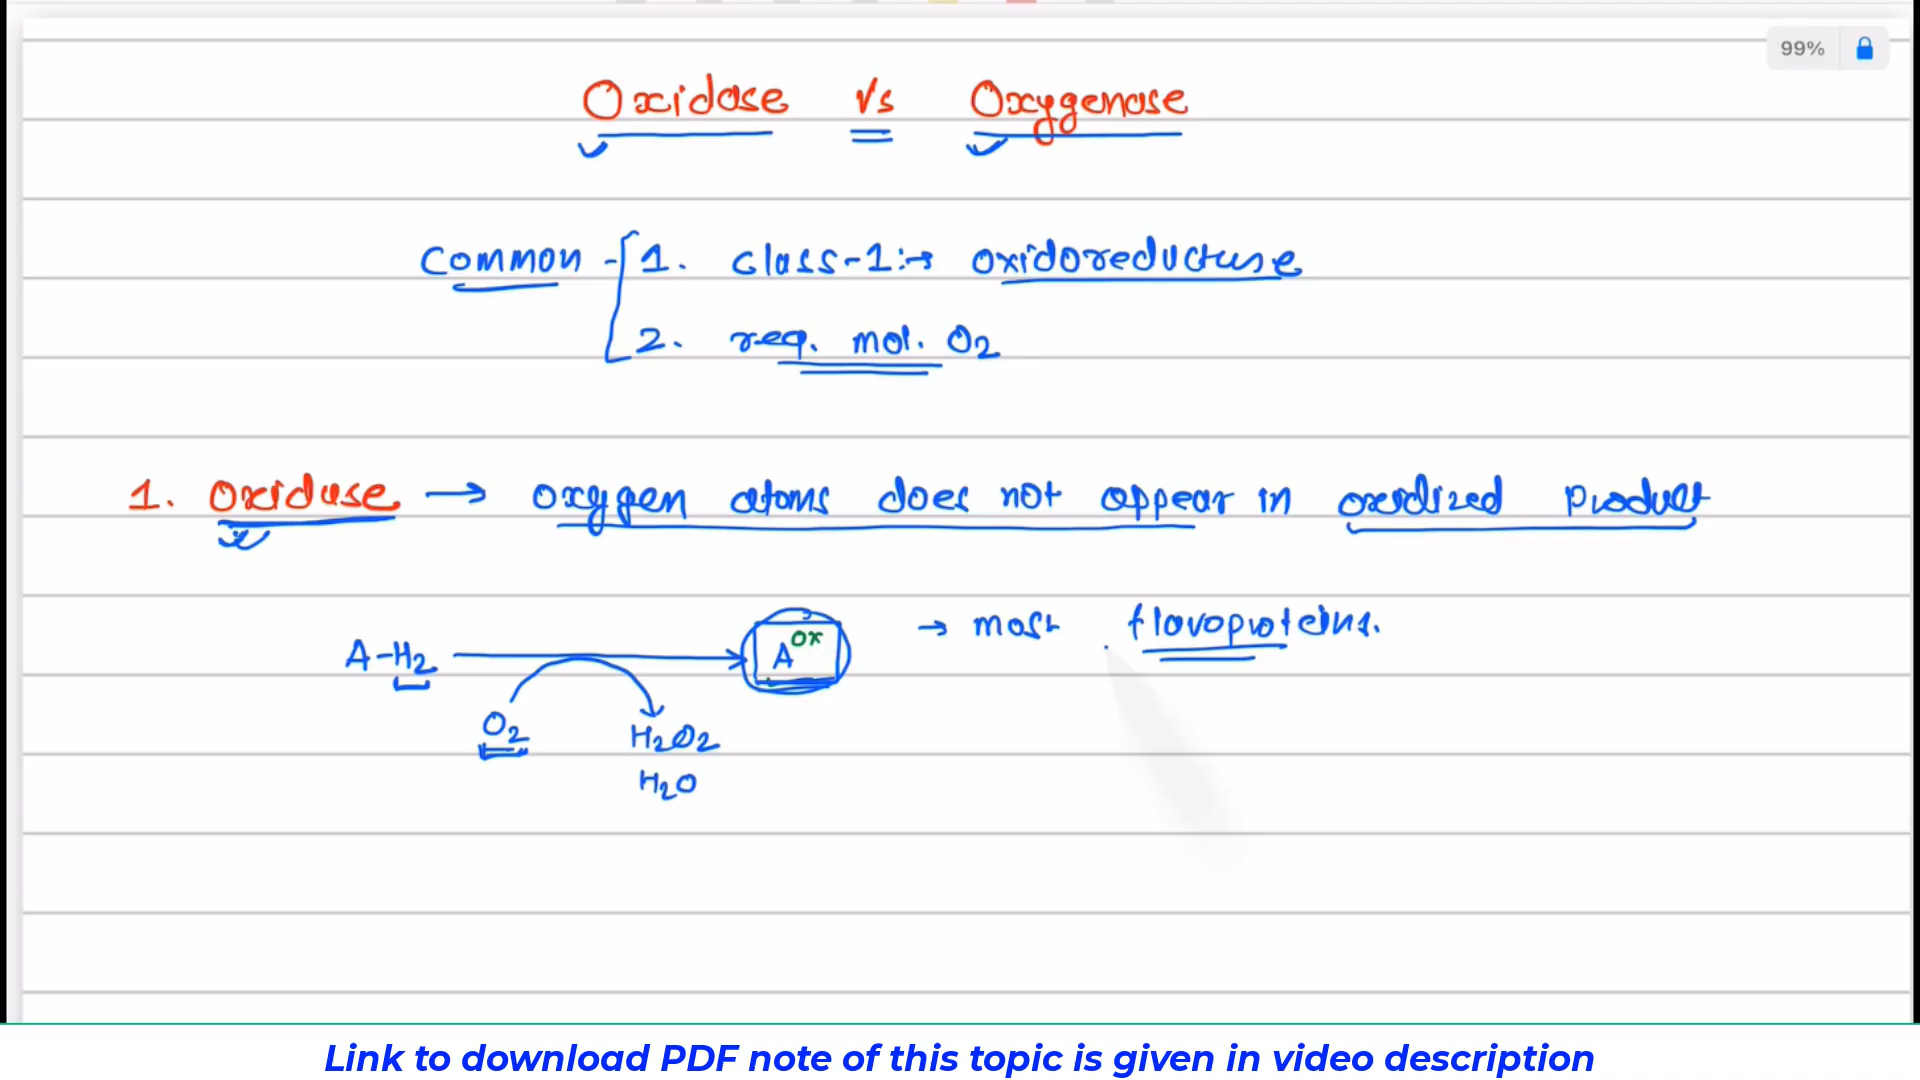 99%
Oxidase Vs Oxygenase
Common - 1. class-1:→ oxidoreductase
2. req. mol. O2
1. Oxidase → oxygen atoms does not appear in oxidized product
A-H2 → A ox → most flavoproteins.
O2 H2O2
H2O
Link to download PDF note of this topic is given in video description